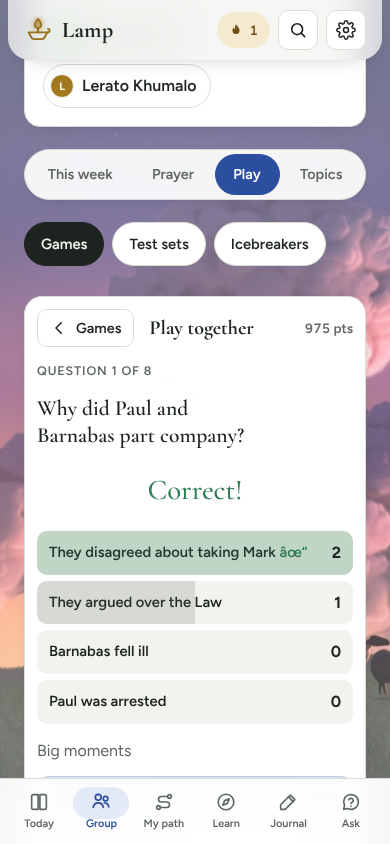 Lamp
1
L Lerato Khumalo
This week Prayer Play Topics
Games Test sets Icebreakers
Games Play together 975 pts
QUESTION 1 OF 8
Why did Paul and
Barnabas part company?
Correct!
They disagreed about taking Mark âœ“ 2
They argued over the Law 1
Barnabas fell ill 0
Paul was arrested 0
Big moments
Today Group My path Learn Journal Ask